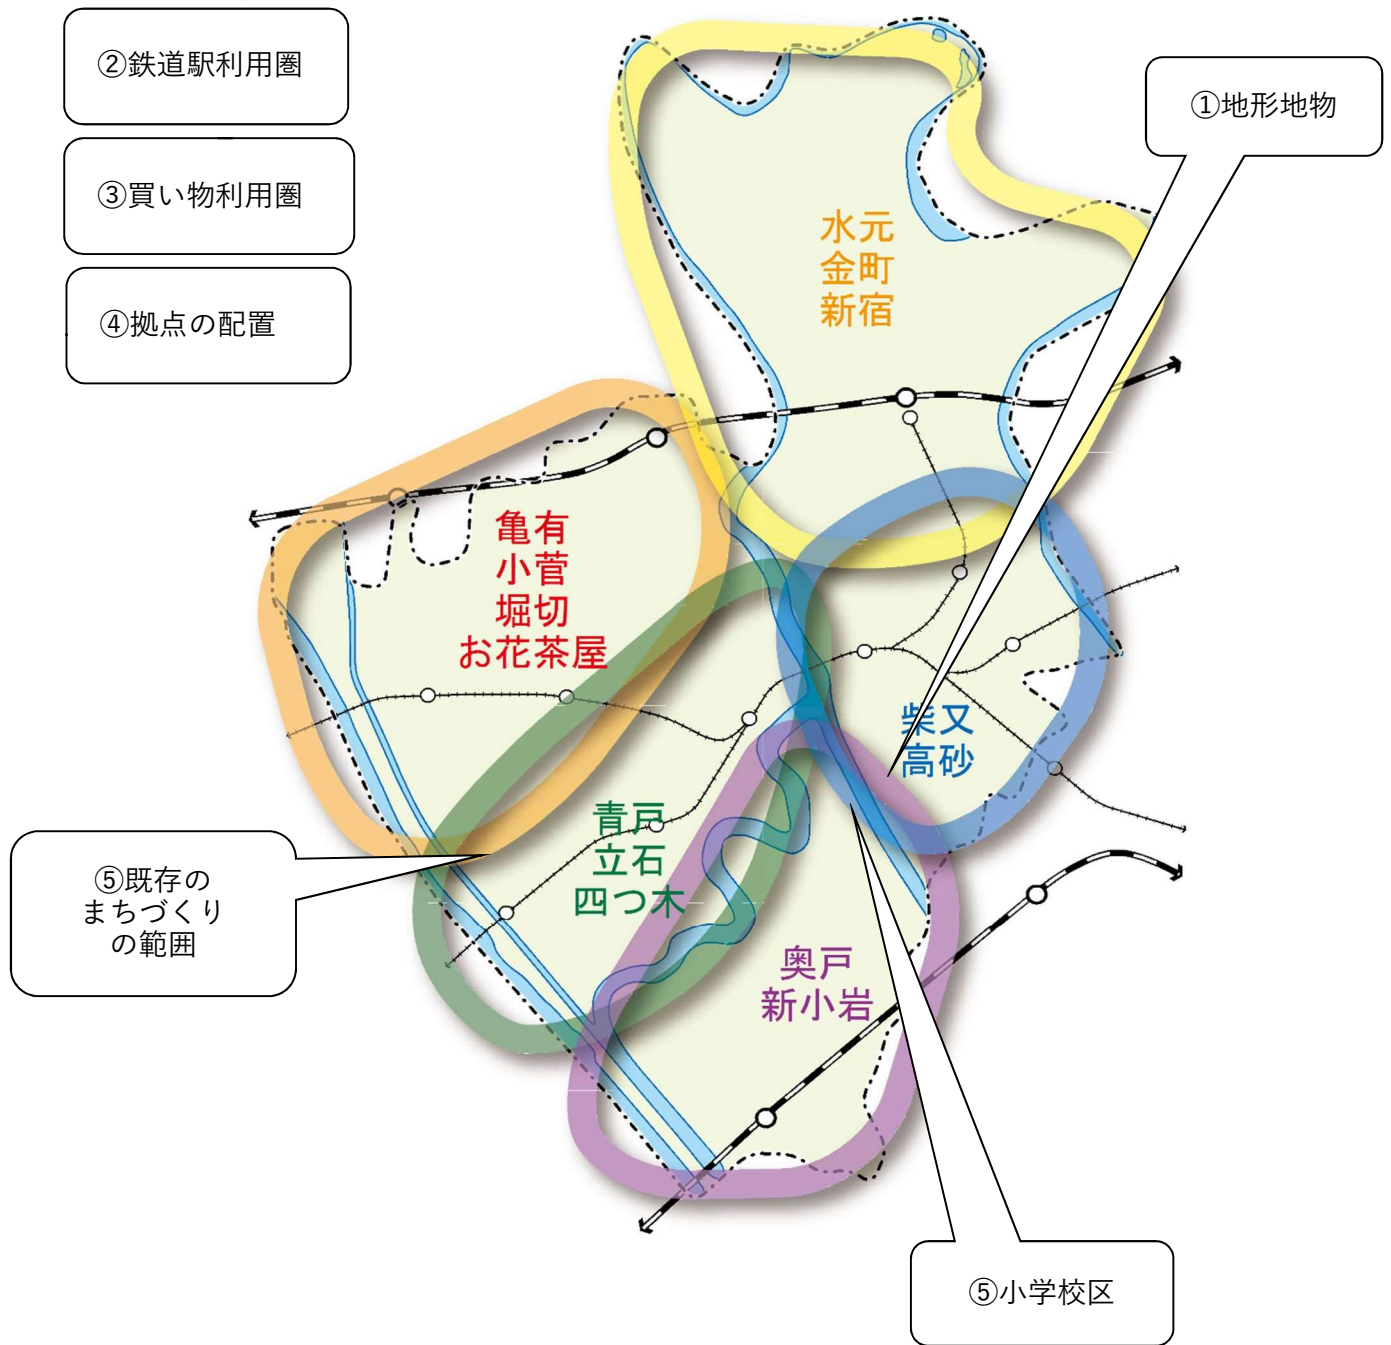 ②鉄道駅利用圏
①地形地物
③買い物利用圏
④拠点の配置
水元
金町
新宿
亀有
小菅
堀切
お花茶屋
柴又
高砂
青戸
立石
四つ木
⑤既存の
まちづくり
の範囲
奥戸
新小岩
⑤小学校区